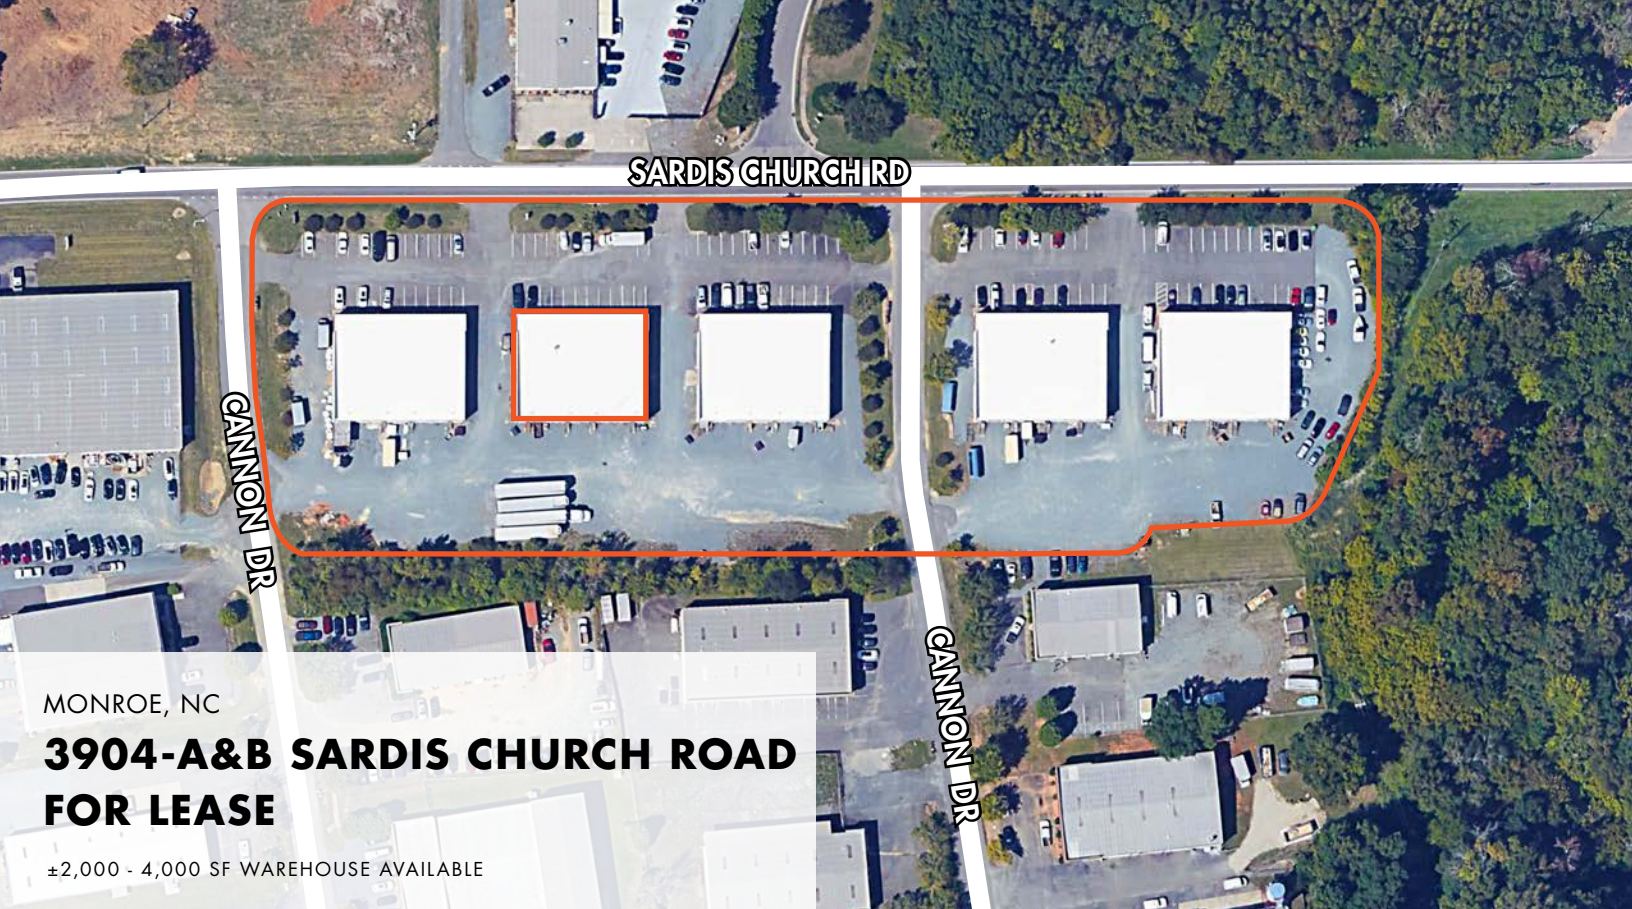 SARDIS CHURCH RD
CANNON DR
CANNON DR
MONROE, NC
3904-A&B SARDIS CHURCH ROAD
FOR LEASE
±2,000 - 4,000 SF WAREHOUSE AVAILABLE